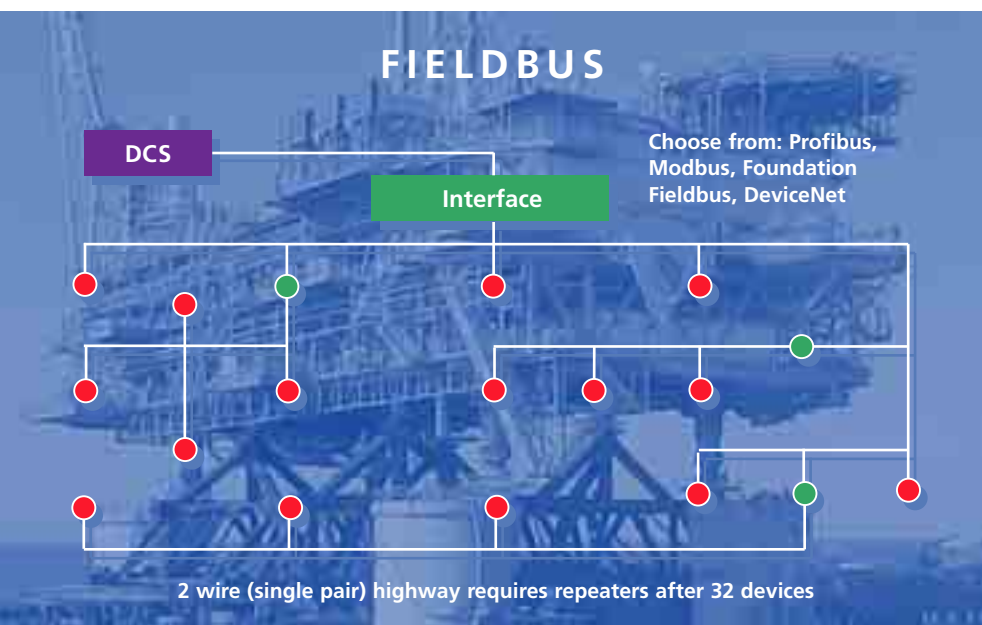 FIELDBUS
DCS
Interface
Choose from: Profibus,
Modbus, Foundation
Fieldbus, DeviceNet
2 wire (single pair) highway requires repeaters after 32 devices